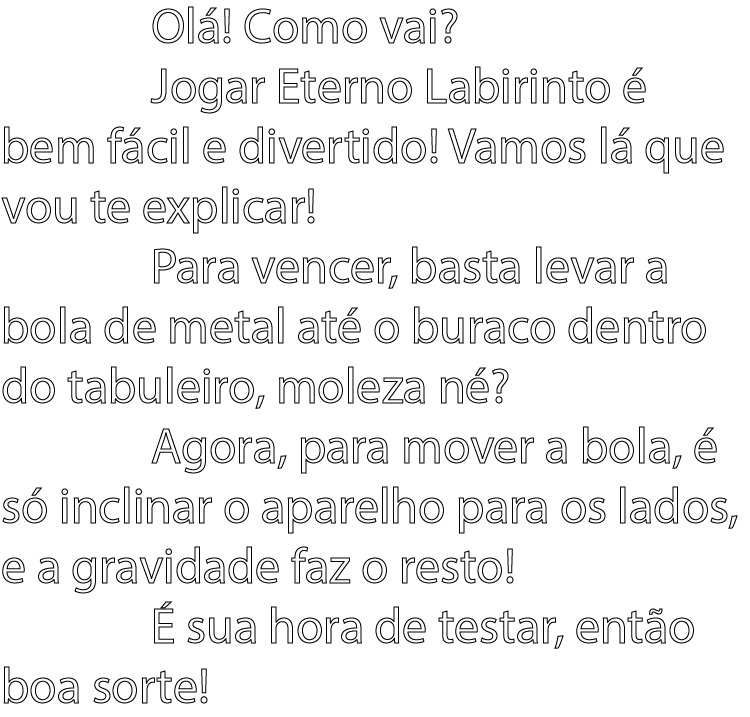 Olá! Como vai?
Jogar Eterno Labirinto é
bem fácil e divertido! Vamos lá que
vou te explicar!
Para vencer, basta levar a
bola de metal até o buraco dentro
do tabuleiro, moleza né?
Agora, para mover a bola, é
só inclinar o aparelho para os lados,
e a gravidade faz o resto!
É sua hora de testar, então
boa sorte!